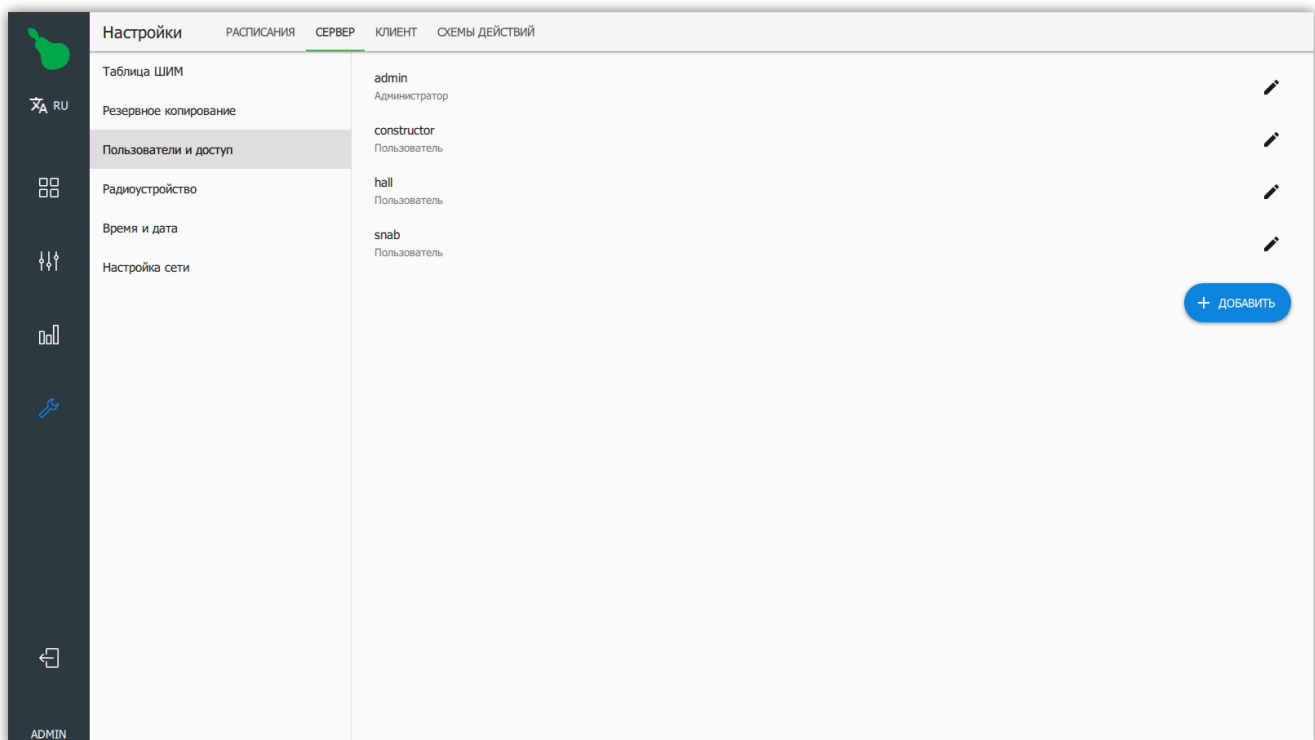 Настройки РАСПИСАНИЯ СЕРВЕР КЛИЕНТ СХЕМЫ ДЕЙСТВИЙ
RU
Таблица ШИМ
Резервное копирование
Пользователи и доступ
Радиоустройство
Время и дата
Настройка сети
admin
Администратор
constructor
Пользователь
hall
Пользователь
snab
Пользователь
+ ДОБАВИТЬ
ADMIN